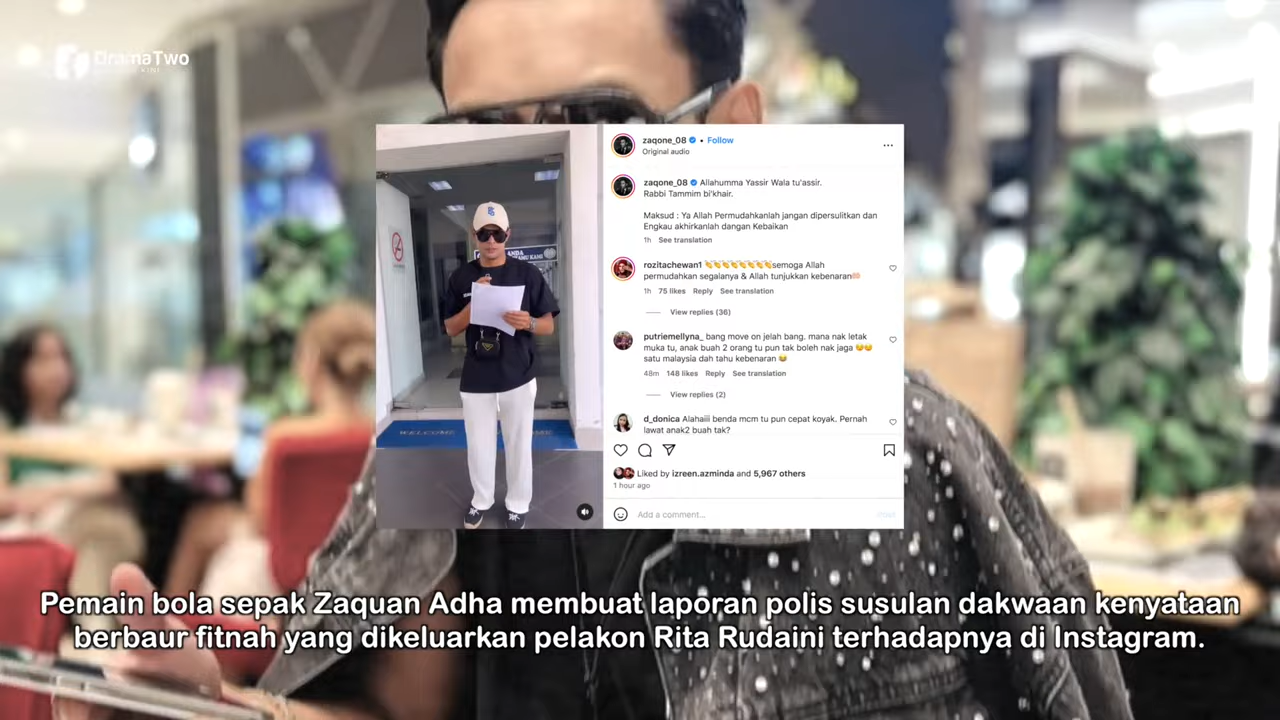 DramaTwo
zaqone_08 • Follow
Original audio
zaqone_08 Allahumma Yassir Wala tu'assir.
Rabbi Tammim bi'khair.
Maksud : Ya Allah Permudahkanlah jangan dipersulitkan dan
Engkau akhirkanlah dangan Kebaikan
1h See translation
rozitachewan1 👏👏👏👏👏👏👏👏semoga Allah
permudahkan segalanya & Allah tunjukkan kebenaran🤲🏻
1h 75 likes Reply See translation
View replies (36)
putriemellyna_ bang move on jelah bang. mana nak letak
muka tu, anak buah 2 orang tu pun tak boleh nak jaga 😏😏
satu malaysia dah tahu kebenaran 😂
48m 148 likes Reply See translation
View replies (2)
d_donica Alahaiii benda mcm tu pun cepat koyak. Pernah
lawat anak2 buah tak?
WELCOME
Liked by izreen.azminda and 5,967 others
1 hour ago
Add a comment...
Post
Pemain bola sepak Zaquan Adha membuat laporan polis susulan dakwaan kenyataan
berbaur fitnah yang dikeluarkan pelakon Rita Rudaini terhadapnya di Instagram.